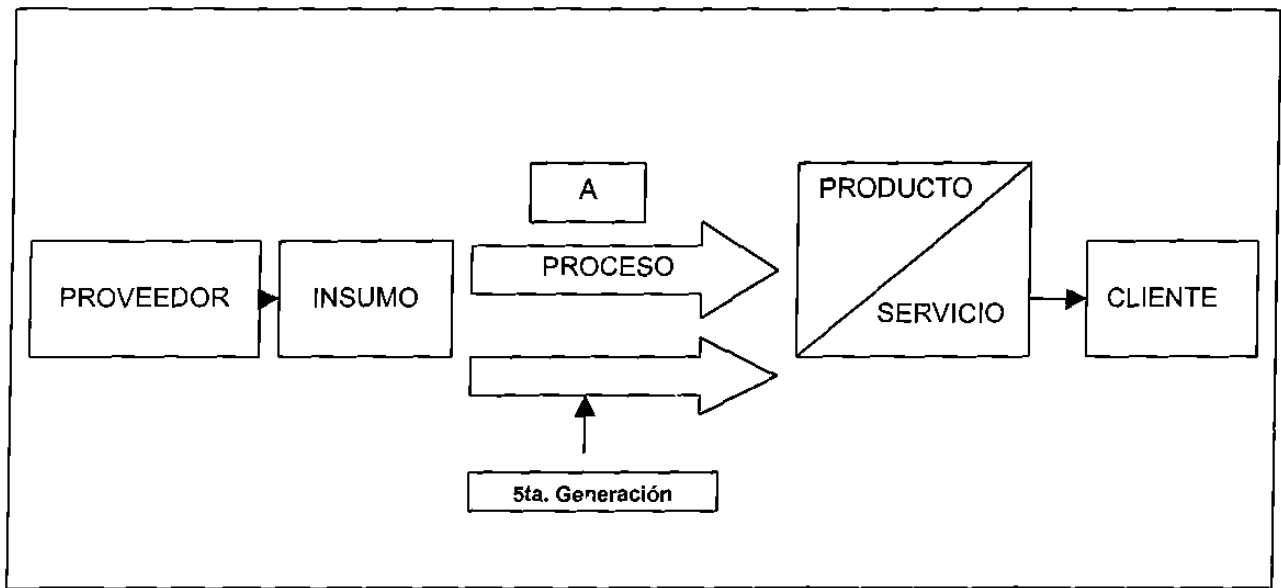 A
PRODUCTO
PROCESO
PROVEEDOR
INSUMO
SERVICIO
CLIENTE
5ta. Generación